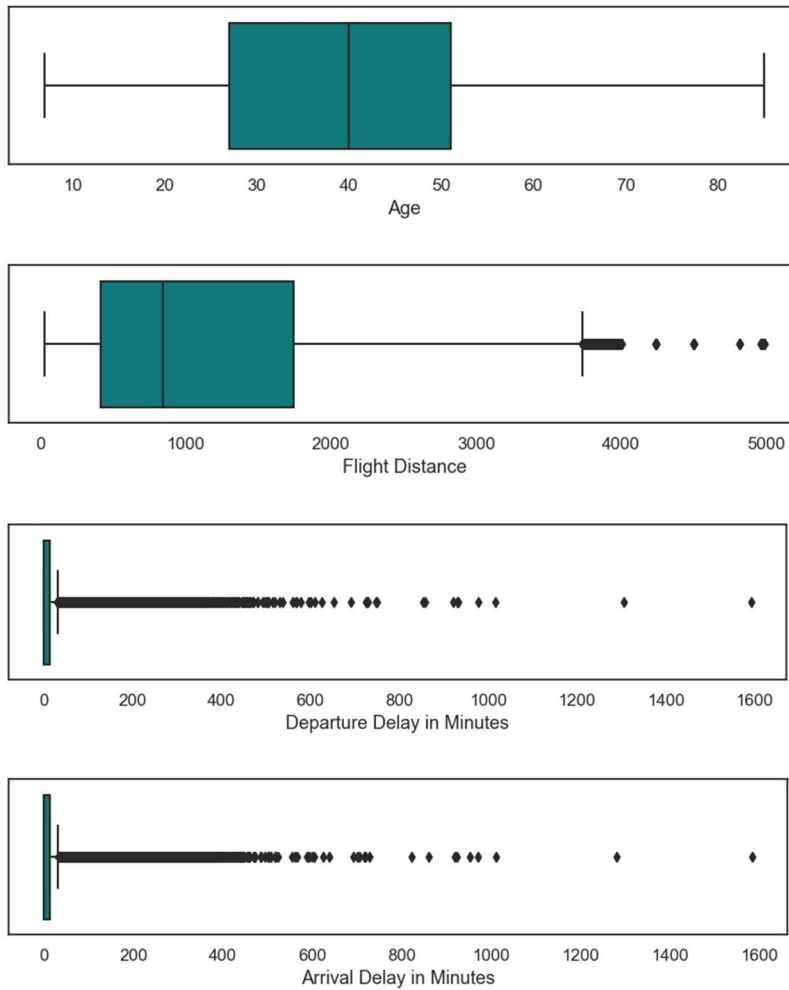 10 20 30 40 50 60 70 80
Age
0 1000 2000 3000 4000 5000
Flight Distance
0 200 400 600 800 1000 1200 1400 1600
Departure Delay in Minutes
0 200 400 600 800 1000 1200 1400 1600
Arrival Delay in Minutes